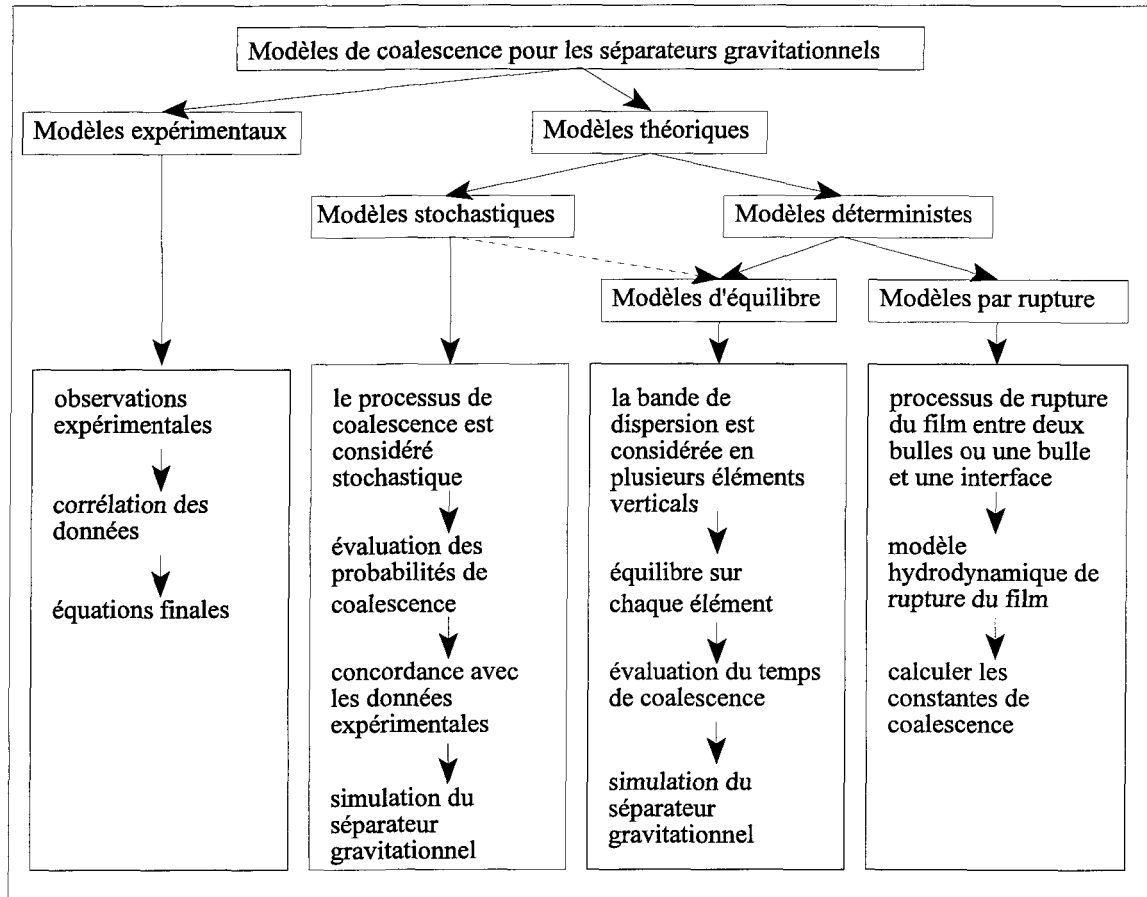 Modèles de coalescence pour les séparateurs gravitationnels
Modèles expérimentaux
Modèles théoriques
Modèles stochastiques
Modèles déterministes
Modèles d'équilibre
Modèles par rupture
observations
expérimentales
corrélation des
données
équations finales
le processus de
coalescence est
considéré
stochastique
évaluation des
probabilités de
coalescence
concordance avec
les données
expérimentales
simulation du
séparateur
gravitationnel
la bande de
dispersion est
considérée en
plusieurs éléments
verticals
équilibre sur
chaque élément
évaluation du temps
de coalescence
simulation du
séparateur
gravitationnel
processus de rupture
du film entre deux
bulles ou une bulle
et une interface
modèle
hydrodynamique de
rupture du film
calculer les
constantes de
coalescence